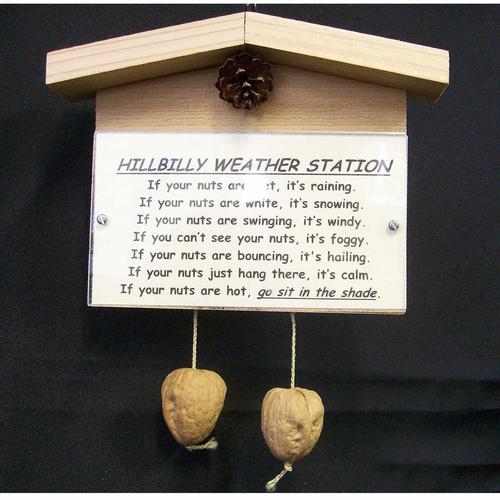 HILLBILLY WEATHER STATION
If your nuts are wet, it's raining.
If your nuts are white, it's snowing.
If your nuts are swinging, it's windy.
If you can't see your nuts, it's foggy.
If your nuts are bouncing, it's hailing.
If your nuts just hang there, it's calm.
If your nuts are hot, go sit in the shade.